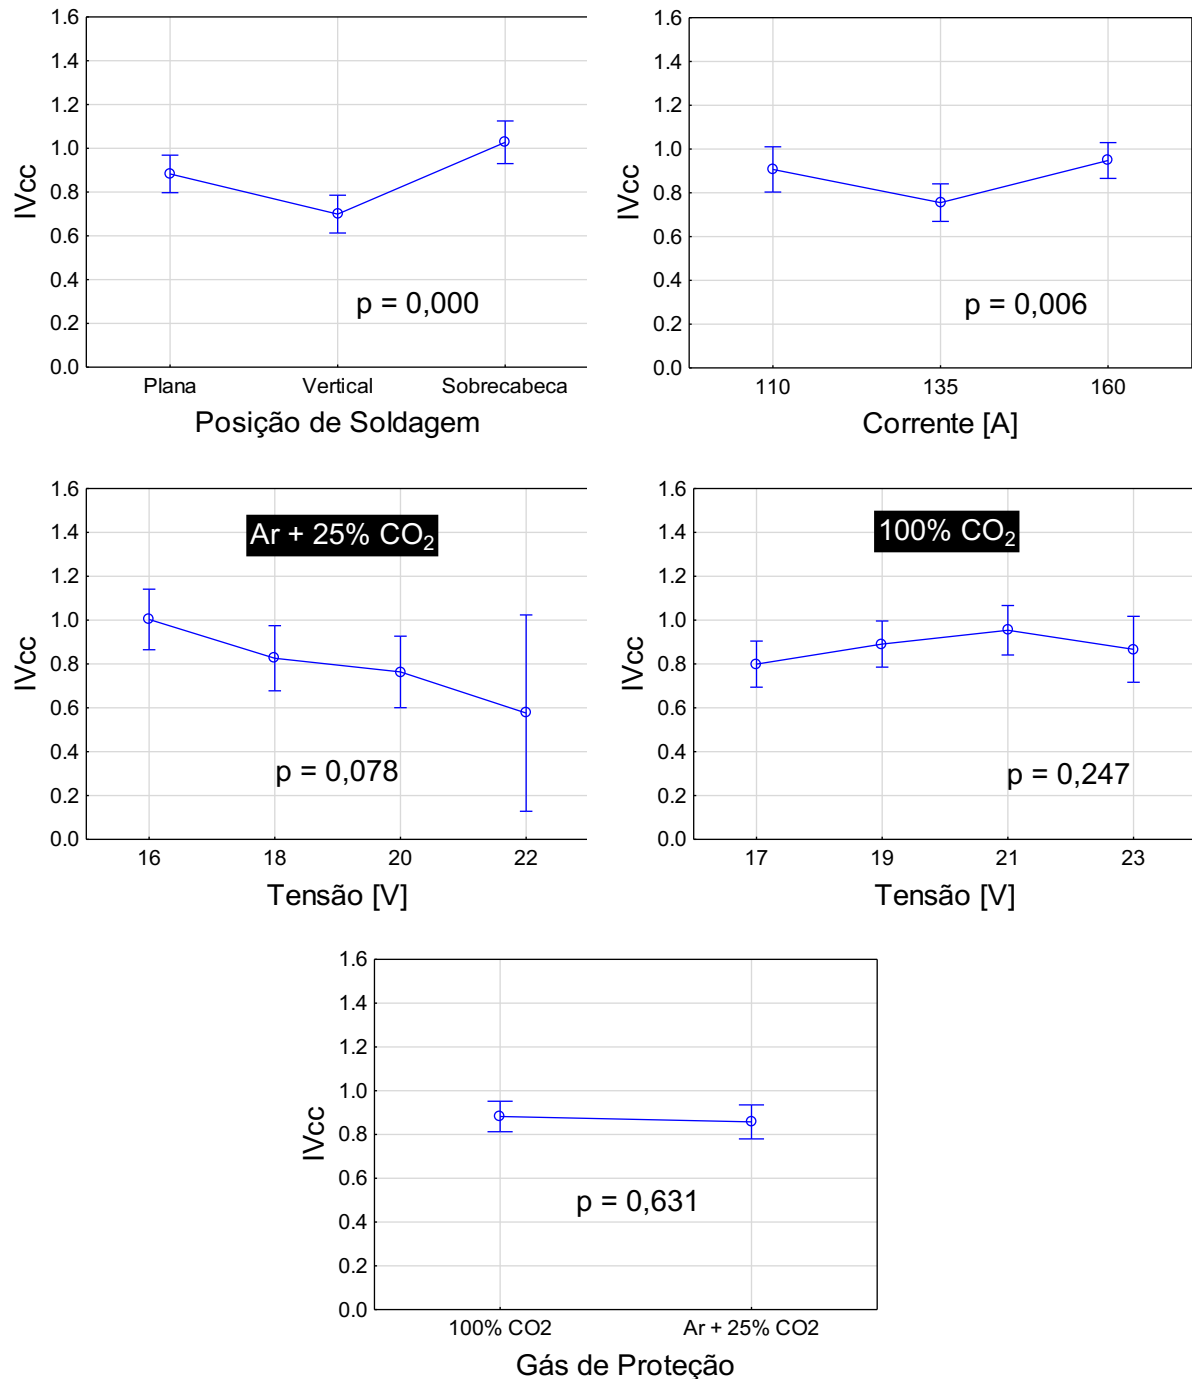 1.6
1.4
1.2
1.0
0.8
0.6
0.4
0.2
0.0
IVcc
p = 0,000
Plana Vertical Sobrecabeca
Posição de Soldagem
1.6
1.4
1.2
1.0
0.8
0.6
0.4
0.2
0.0
IVcc
p = 0,006
110 135 160
Corrente [A]
1.6
1.4
1.2
1.0
0.8
0.6
0.4
0.2
0.0
IVcc
Ar + 25% CO₂
p = 0,078
16 18 20 22
Tensão [V]
1.6
1.4
1.2
1.0
0.8
0.6
0.4
0.2
0.0
IVcc
100% CO₂
p = 0,247
17 19 21 23
Tensão [V]
1.6
1.4
1.2
1.0
0.8
0.6
0.4
0.2
0.0
IVcc
p = 0,631
100% CO2 Ar + 25% CO2
Gás de Proteção